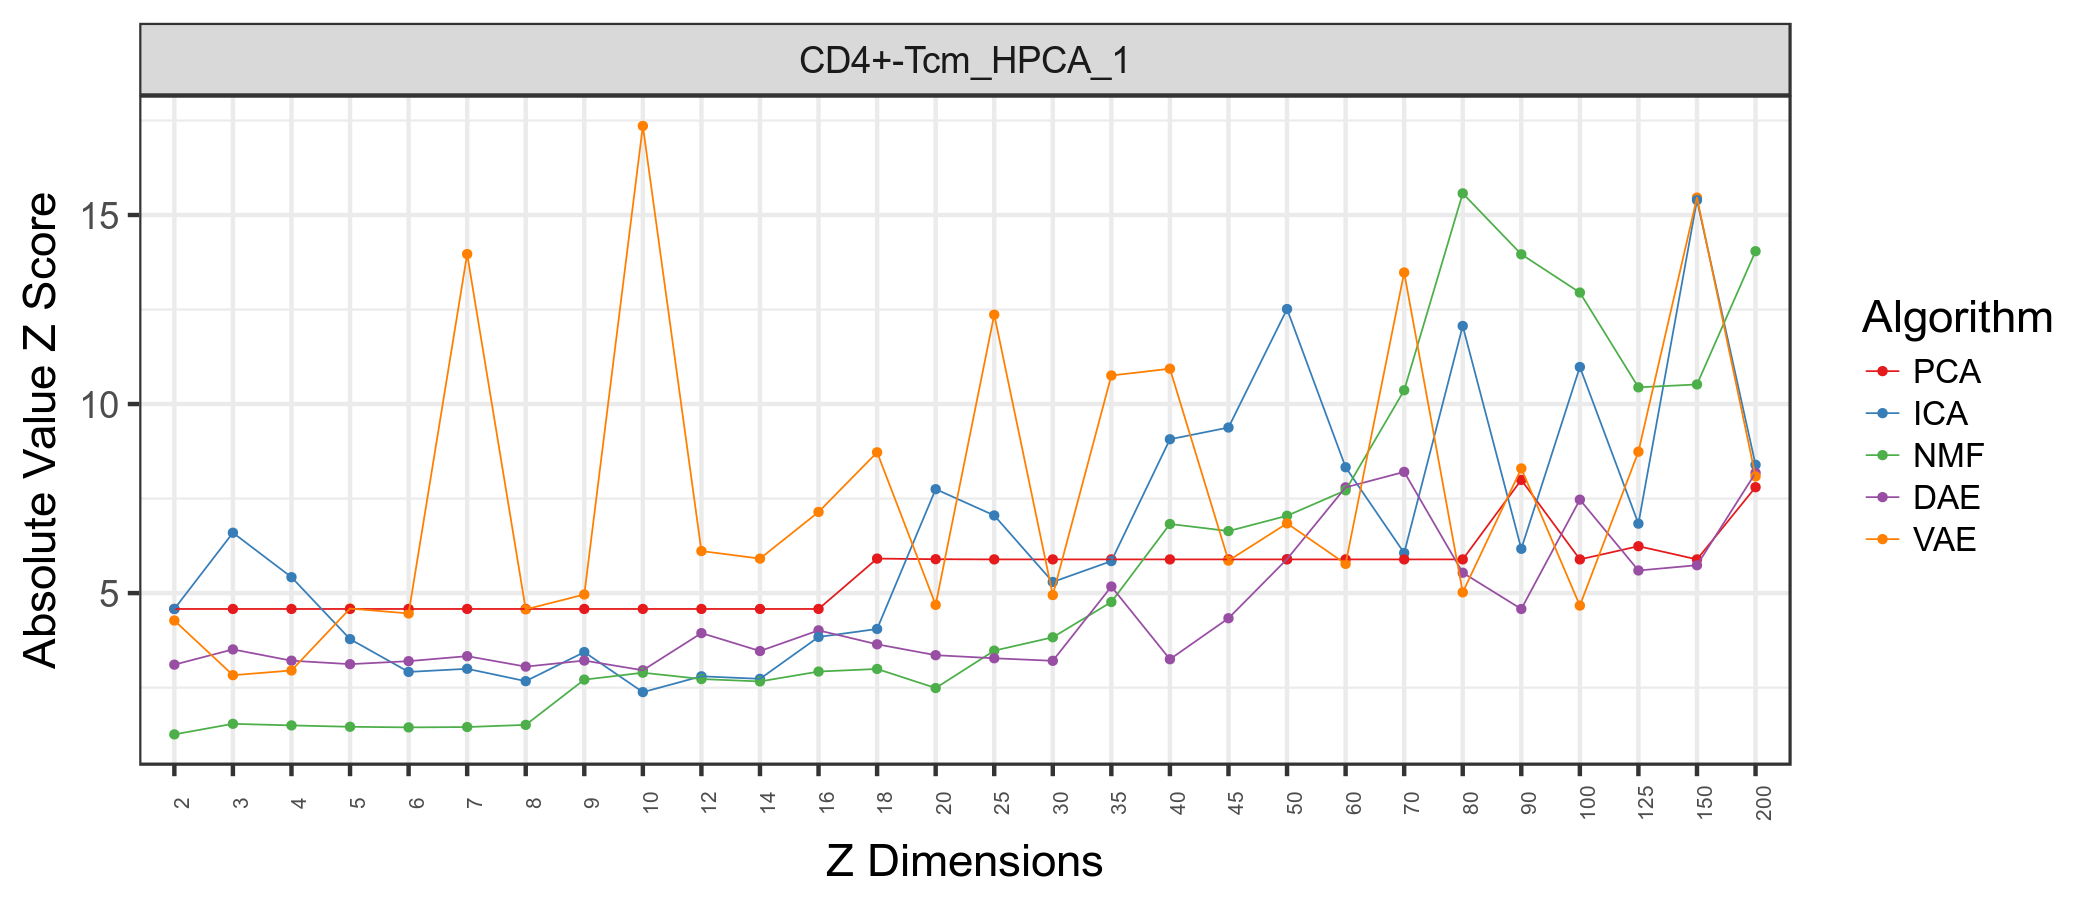 CD4+-Tcm_HPCA_1
Absolute Value Z Score
15
10
5
2 3 4 5 6 7 8 9 10 12 14 16 18 20 25 30 35 40 45 50 60 70 80 90 100 125 150 200
Z Dimensions
Algorithm
PCA
ICA
NMF
DAE
VAE